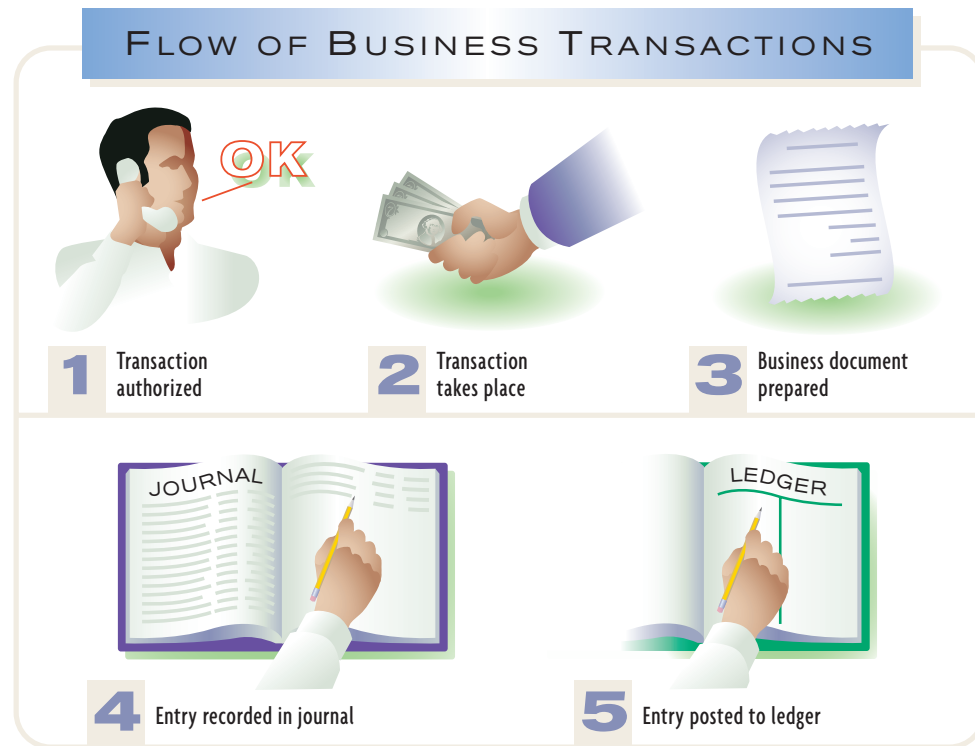 FLOW OF BUSINESS TRANSACTIONS
OK
1 Transaction
authorized
2 Transaction
takes place
3 Business document
prepared
JOURNAL
LEDGER
4 Entry recorded in journal
5 Entry posted to ledger